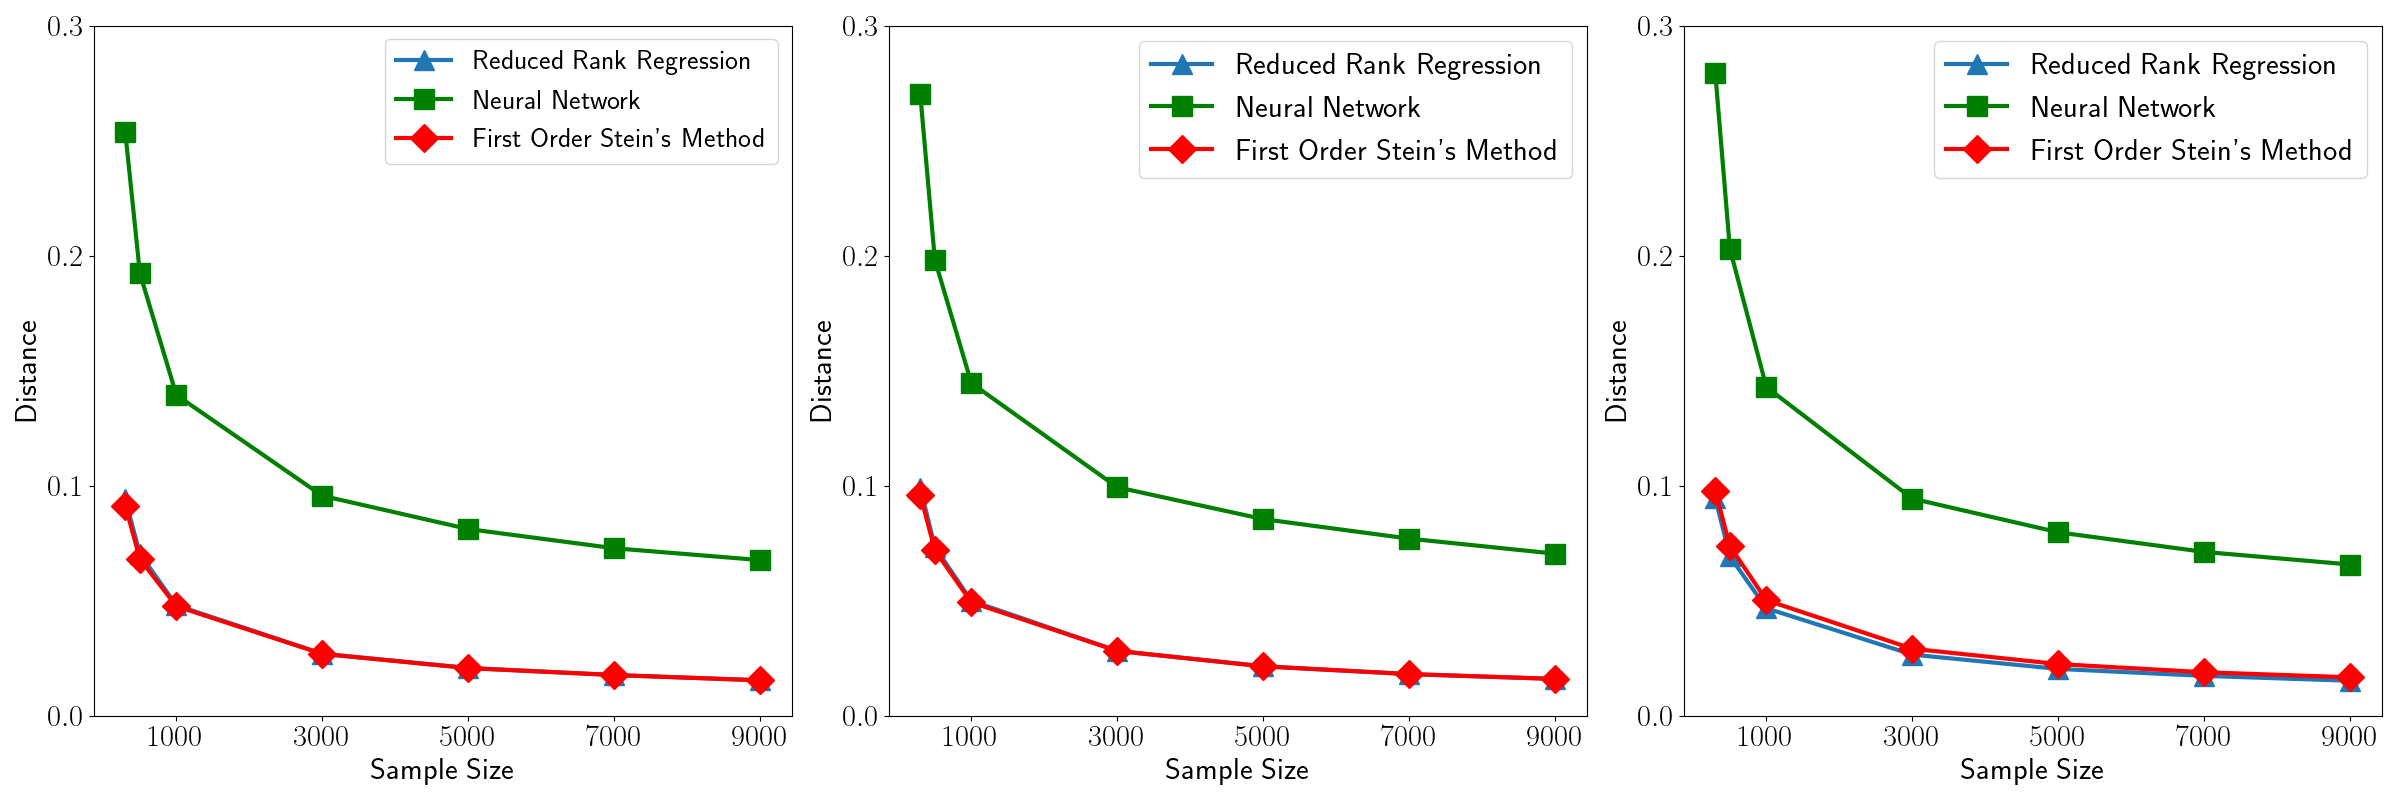 0.3
0.2
0.1
0.0
Distance
1000 3000 5000 7000 9000
Sample Size
Reduced Rank Regression
Neural Network
First Order Stein's Method
0.3
0.2
0.1
0.0
Distance
1000 3000 5000 7000 9000
Sample Size
Reduced Rank Regression
Neural Network
First Order Stein's Method
0.3
0.2
0.1
0.0
Distance
1000 3000 5000 7000 9000
Sample Size
Reduced Rank Regression
Neural Network
First Order Stein's Method